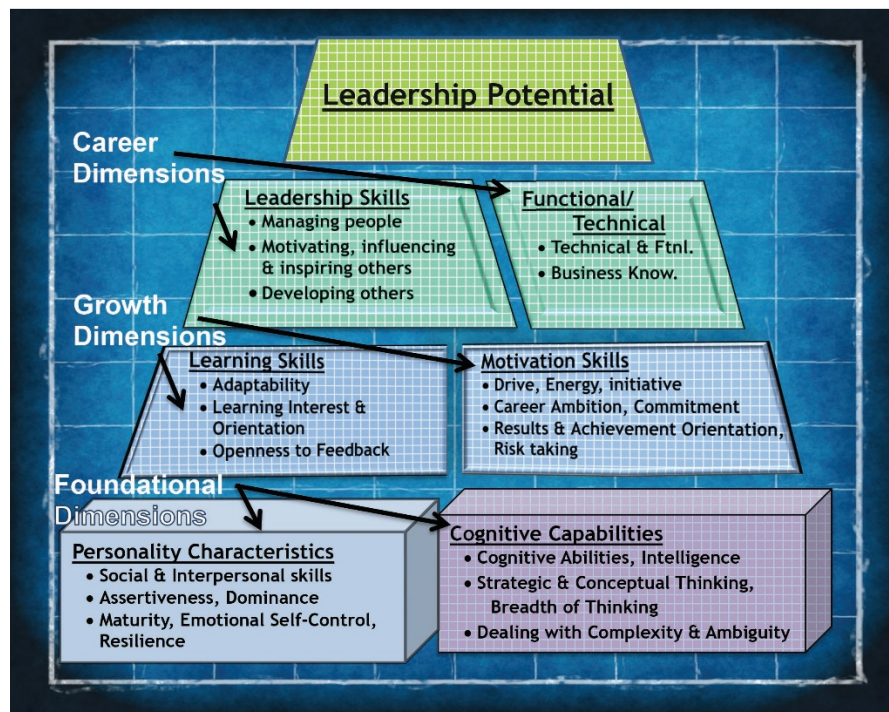 Leadership Potential
Career
Dimensions
Leadership Skills
• Managing people
• Motivating, influencing
& inspiring others
• Developing others
Functional/
Technical
• Technical & Ftnl.
• Business Know.
Growth
Dimensions
Learning Skills
• Adaptability
• Learning Interest &
Orientation
• Openness to Feedback
Motivation Skills
• Drive, Energy, initiative
• Career Ambition, Commitment
• Results & Achievement Orientation,
Risk taking
Foundational
Dimensions
Personality Characteristics
• Social & Interpersonal skills
• Assertiveness, Dominance
• Maturity, Emotional Self-Control,
Resilience
Cognitive Capabilities
• Cognitive Abilities, Intelligence
• Strategic & Conceptual Thinking,
Breadth of Thinking
• Dealing with Complexity & Ambiguity